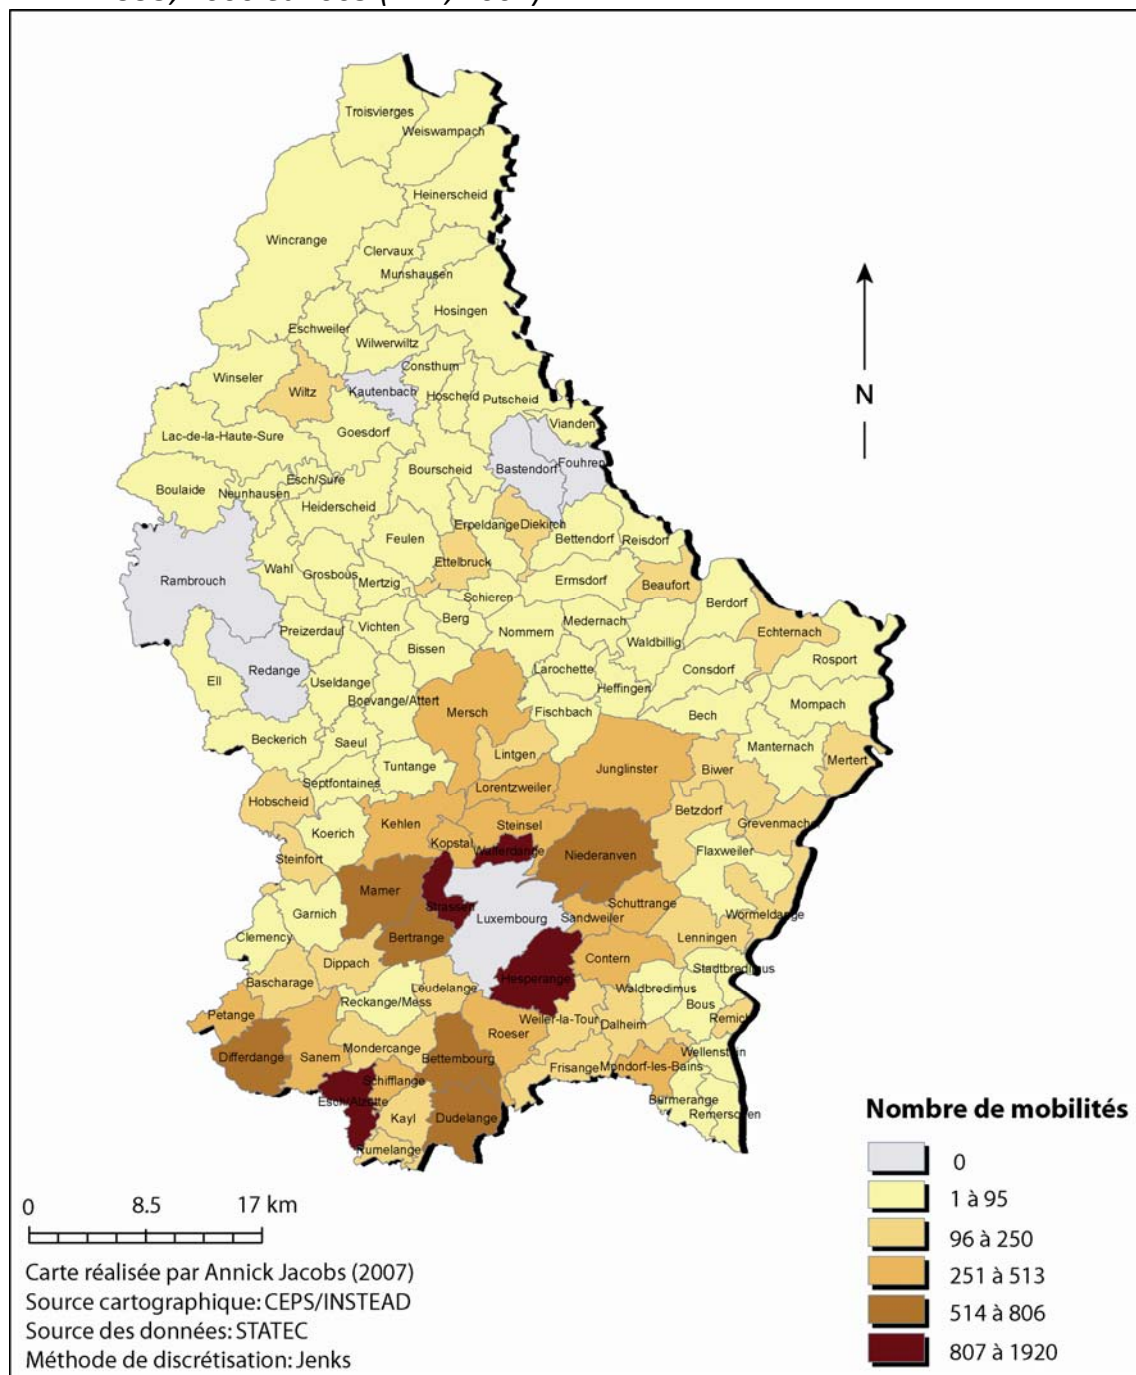 Troisvierges
Weiswampach
Heinerscheid
Wincrange
Clervaux
Munshausen
Hosingen
Eschweiler
Wilwerwiltz
Consthum
Winseler
Wiltz
Kautenbach
Hoscheid
Putscheid
Vianden
Lac-de-la-Haute-Sure
Goesdorf
Bourscheid
Bastendorf
Fouhren
Boulaide
Neunhausen
Esch/Sure
Heiderscheid
Erpeldange
Diekirch
Feulen
Bettendorf
Reisdorf
Rambrouch
Wahl
Grosbous
Mertzig
Ettelbruck
Schieren
Ermsdorf
Beaufort
Berdorf
Echternach
Preizerdaul
Vichten
Berg
Nommern
Medernach
Waldbillig
Rosport
Redange
Ell
Useldange
Bissen
Larochette
Heffingen
Consdorf
Boevange/Attert
Mersch
Fischbach
Bech
Mompach
Beckerich
Saeul
Lintgen
Manternach
Mertert
Septfontaines
Tuntange
Junglinster
Biwer
Hobscheid
Lorentzweiler
Betzdorf
Grevenmacher
Koerich
Kehlen
Steinsel
Kopstal
Walferdange
Niederanven
Flaxweiler
Steinfort
Mamer
Strassen
Luxembourg
Sandweiler
Schuttrange
Wormeldange
Garnich
Clemency
Bertrange
Lenningen
Dippach
Contern
Stadtbredimus
Bascharage
Leudelange
Hesperange
Waldbredimus
Bous
Reckange/Mess
Petange
Weiler-la-Tour
Dalheim
Remich
Differdange
Sanem
Mondercange
Bettembourg
Roeser
Frisange
Mondorf-les-Bains
Wellenstein
Schifflange
Esch/Alzette
Kayl
Dudelange
Burmerange
Remerschen
Rumelange
N
Nombre de mobilités
0
1 à 95
96 à 250
251 à 513
514 à 806
807 à 1920
0 8.5 17 km
Carte réalisée par Annick Jacobs (2007)
Source cartographique: CEPS/INSTEAD
Source des données: STATEC
Méthode de discrétisation: Jenks